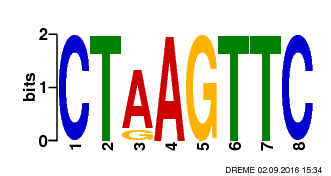 2
bits
1
0
CTAAGTTC
G
1 2 3 4 5 6 7 8
DREME 02.09.2016 15:34